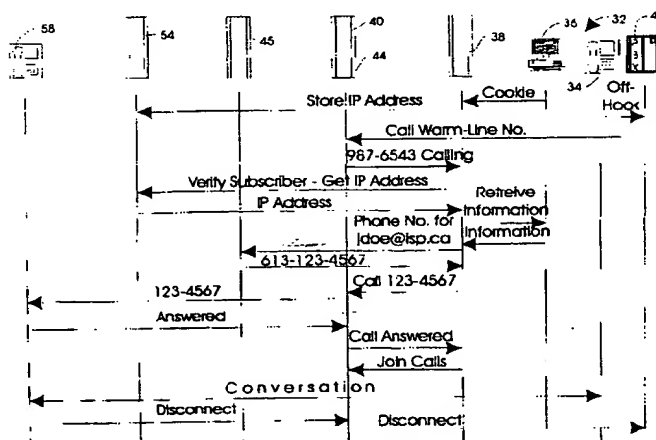 58
54
45
40
44
38
36
32
34
Cookie
Off-
Hook
Store IP Address
Call Warm-Line No.
987-6543 Calling
Verify Subscriber - Get IP Address
IP Address
Retreive
Information
Phone No. for
jdoe@isp.ca
Information
613-123-4567
123-4567
Call 123-4567
Answered
Call Answered
Join Calls
Conversation
Disconnect
Disconnect